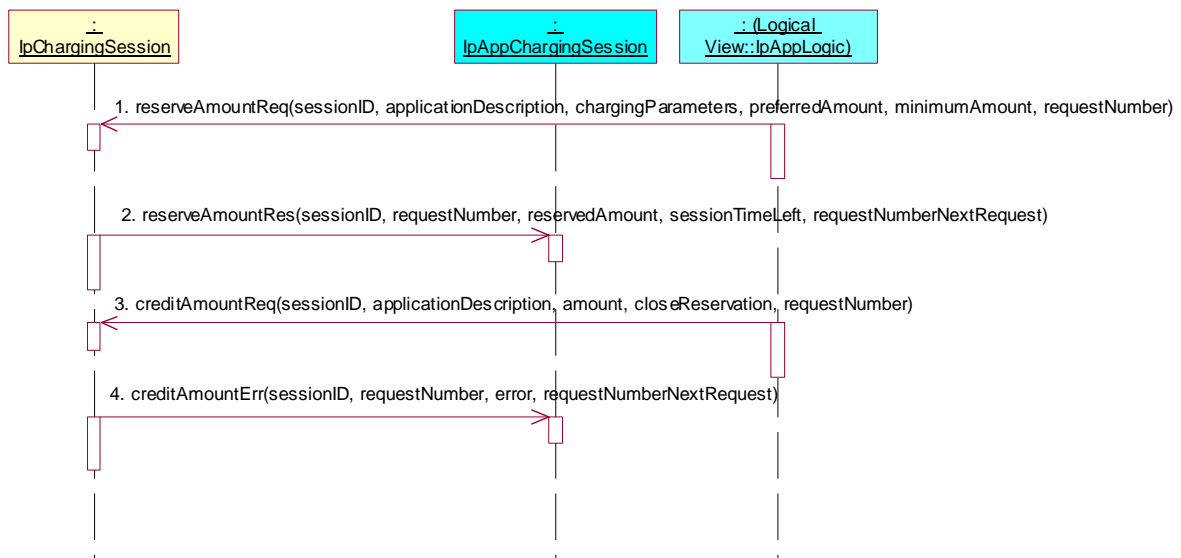 :
IpChargingSession
:
IpAppChargingSession
: (Logical
View::IpAppLogic)
1. reserveAmountReq(sessionID, applicationDescription, chargingParameters, preferredAmount, minimumAmount, requestNumber)
2. reserveAmountRes(sessionID, requestNumber, reservedAmount, sessionTimeLeft, requestNumberNextRequest)
3. creditAmountReq(sessionID, applicationDescription, amount, closeReservation, requestNumber)
4. creditAmountErr(sessionID, requestNumber, error, requestNumberNextRequest)